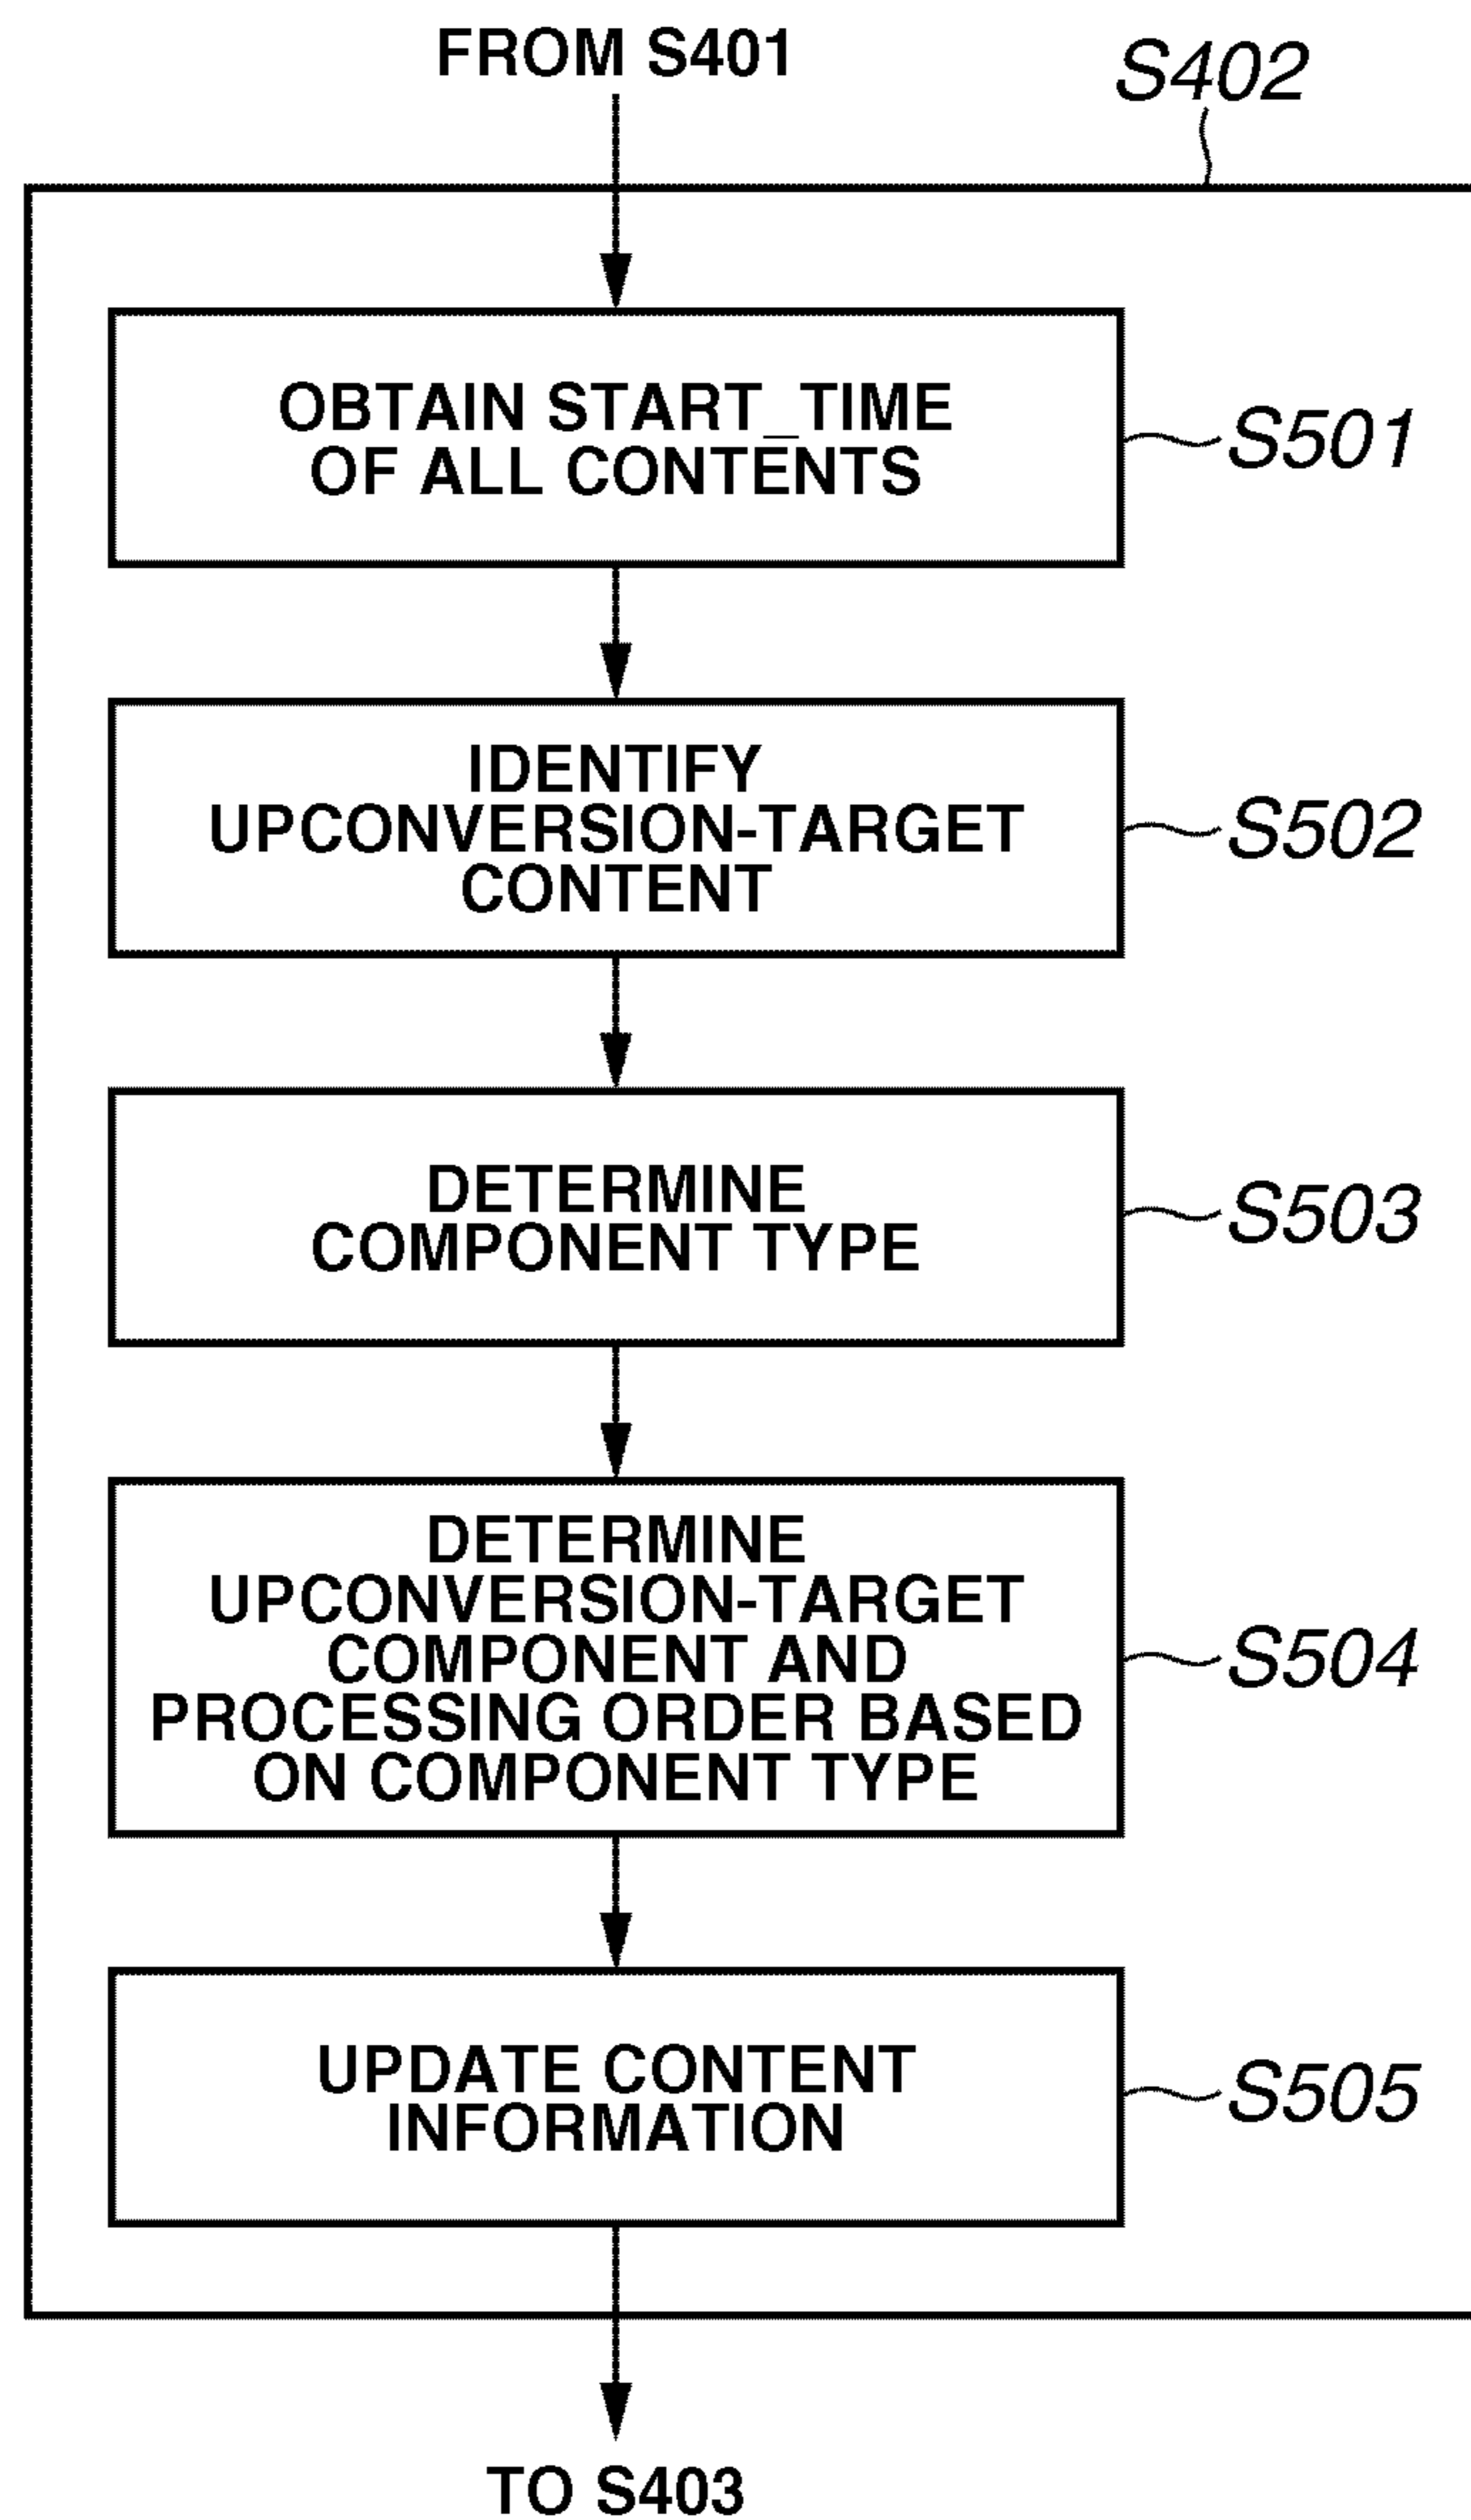 FROM S401
S402
OBTAIN START_TIME
OF ALL CONTENTS
S501
IDENTIFY
UPCONVERSION-TARGET
CONTENT
S502
DETERMINE
COMPONENT TYPE
S503
DETERMINE
UPCONVERSION-TARGET
COMPONENT AND
PROCESSING ORDER BASED
ON COMPONENT TYPE
S504
UPDATE CONTENT
INFORMATION
S505
TO S403